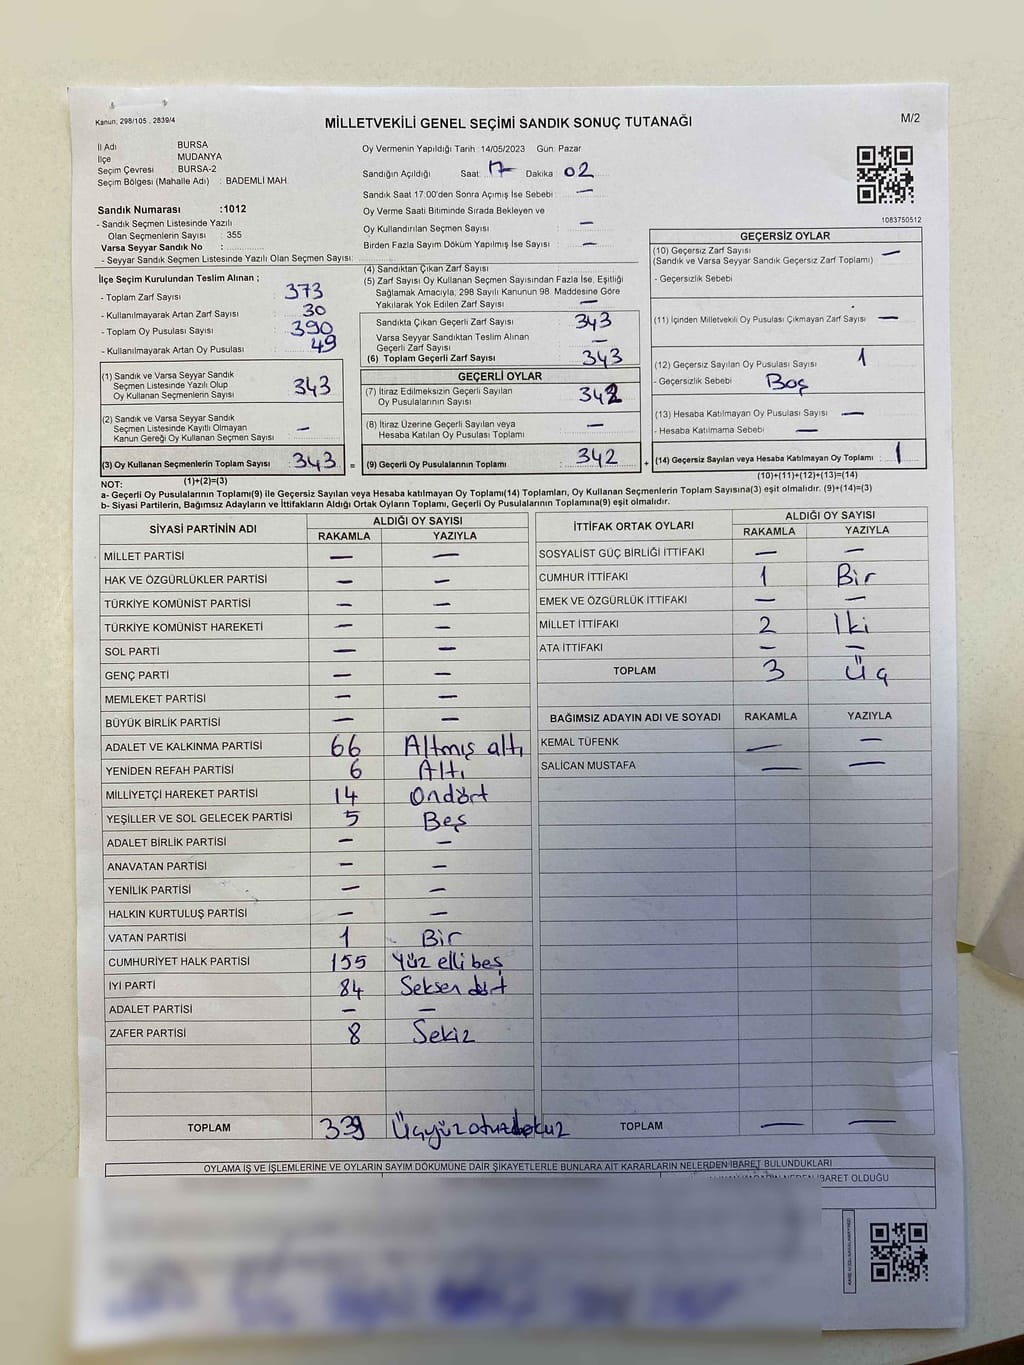 Kanun. 298/105 . 2839/4
MİLLETVEKİLİ GENEL SEÇİMİ SANDIK SONUÇ TUTANAĞI
M/2
İl Adı BURSA
İlçe MUDANYA
Seçim Çevresi : BURSA-2
Seçim Bölgesi (Mahalle Adı) : BADEMLİ MAH.
Sandık Numarası :1012
- Sandık Seçmen Listesinde Yazılı
Olan Seçmenlerin Sayısı : 355
Varsa Seyyar Sandık No :
- Seyyar Sandık Seçmen Listesinde Yazılı Olan Seçmen Sayısı:
Oy Vermenin Yapıldığı Tarih :14/05/2023 Gün: Pazar
Sandığın Açıldığı Saat: 17 Dakika: 02
Sandık Saat 17:00'den Sonra Açılmış İse Sebebi: —
Oy Verme Saati Bitiminde Sırada Bekleyen ve
Oy Kullandırılan Seçmen Sayısı: —
Birden Fazla Sayım Döküm Yapılmış İse Sayısı: —
1083750512
İlçe Seçim Kurulundan Teslim Alınan ;
- Toplam Zarf Sayısı 373
- Kullanılmayarak Artan Zarf Sayısı : 30
- Toplam Oy Pusulası Sayısı : 390
- Kullanılmayarak Artan Oy Pusulası : 49
(1) Sandık ve Varsa Seyyar Sandık
Seçmen Listesinde Yazılı Olup
Oy Kullanan Seçmenlerin Sayısı : 343
(2) Sandık ve Varsa Seyyar Sandık
Seçmen Listesinde Kayıtlı Olmayan
Kanun Gereği Oy Kullanan Seçmen Sayısı : —
(3) Oy Kullanan Seçmenlerin Toplam Sayısı : 343 =
(1)+(2)=(3)
(4) Sandıktan Çıkan Zarf Sayısı :
(5) Zarf Sayısı Oy Kullanan Seçmen Sayısından Fazla İse, Eşitliği
Sağlamak Amacıyla, 298 Sayılı Kanunun 98. Maddesine Göre
Yakılarak Yok Edilen Zarf Sayısı : —
Sandıkta Çıkan Geçerli Zarf Sayısı : 343
Varsa Seyyar Sandıktan Teslim Alınan
Geçerli Zarf Sayısı : —
(6) Toplam Geçerli Zarf Sayısı : 343
GEÇERLİ OYLAR
(7) İtiraz Edilmeksizin Geçerli Sayılan
Oy Pusulalarının Sayısı : 342
(8) İtiraz Üzerine Geçerli Sayılan veya
Hesaba Katılan Oy Pusulası Toplamı : —
(9) Geçerli Oy Pusulalarının Toplamı : 342 +
GEÇERSİZ OYLAR
(10) Geçersiz Zarf Sayısı : —
(Sandık ve Varsa Seyyar Sandık Geçersiz Zarf Toplamı)
- Geçersizlik Sebebi :
(11) İçinden Milletvekili Oy Pusulası Çıkmayan Zarf Sayısı : —
(12) Geçersiz Sayılan Oy Pusulası Sayısı : 1
- Geçersizlik Sebebi : Boş
(13) Hesaba Katılmayan Oy Pusulası Sayısı : —
- Hesaba Katılmama Sebebi : —
(14) Geçersiz Sayılan veya Hesaba Katılmayan Oy Toplamı : 1
(10)+(11)+(12)+(13)=(14)
NOT:
a- Geçerli Oy Pusulalarının Toplamı(9) ile Geçersiz Sayılan veya Hesaba katılmayan Oy Toplamı(14) Toplamları, Oy Kullanan Seçmenlerin Toplam Sayısına(3) eşit olmalıdır. (9)+(14)=(3)
b- Siyasi Partilerin, Bağımsız Adayların ve İttifakların Aldığı Ortak Oyların Toplamı, Geçerli Oy Pusulalarının Toplamına(9) eşit olmalıdır.
SİYASİ PARTİNİN ADI ALDIĞI OY SAYISI
RAKAMLA YAZIYLA
MİLLET PARTİSİ — —
HAK VE ÖZGÜRLÜKLER PARTİSİ — —
TÜRKİYE KOMÜNİST PARTİSİ — —
TÜRKİYE KOMÜNİST HAREKETİ — —
SOL PARTİ — —
GENÇ PARTİ — —
MEMLEKET PARTİSİ — —
BÜYÜK BİRLİK PARTİSİ — —
ADALET VE KALKINMA PARTİSİ 66 Altmış altı
YENİDEN REFAH PARTİSİ 6 Altı
MİLLİYETÇİ HAREKET PARTİSİ 14 Ondört
YEŞİLLER VE SOL GELECEK PARTİSİ 5 Beş
ADALET BİRLİK PARTİSİ — —
ANAVATAN PARTİSİ — —
YENİLİK PARTİSİ — —
HALKIN KURTULUŞ PARTİSİ — —
VATAN PARTİSİ 1 Bir
CUMHURİYET HALK PARTİSİ 155 Yüz elli beş
İYİ PARTİ 84 Seksen dört
ADALET PARTİSİ — —
ZAFER PARTİSİ 8 Sekiz
TOPLAM 339 Üçyüzotuzdokuz
İTTİFAK ORTAK OYLARI ALDIĞI OY SAYISI
RAKAMLA YAZIYLA
SOSYALİST GÜÇ BİRLİĞİ İTTİFAKI — —
CUMHUR İTTİFAKI 1 Bir
EMEK VE ÖZGÜRLÜK İTTİFAKI — —
MİLLET İTTİFAKI 2 İki
ATA İTTİFAKI — —
TOPLAM 3 Üç
BAĞIMSIZ ADAYIN ADI VE SOYADI RAKAMLA YAZIYLA
KEMAL TÜFENK — —
SALİCAN MUSTAFA — —
TOPLAM — —
OYLAMA İŞ VE İŞLEMLERİNE VE OYLARIN SAYIM DÖKÜMÜNE DAİR ŞİKAYETLERLE BUNLARA AİT KARARLARIN NELERDEN İBARET BULUNDUKLARI
İBARET OLDUĞU